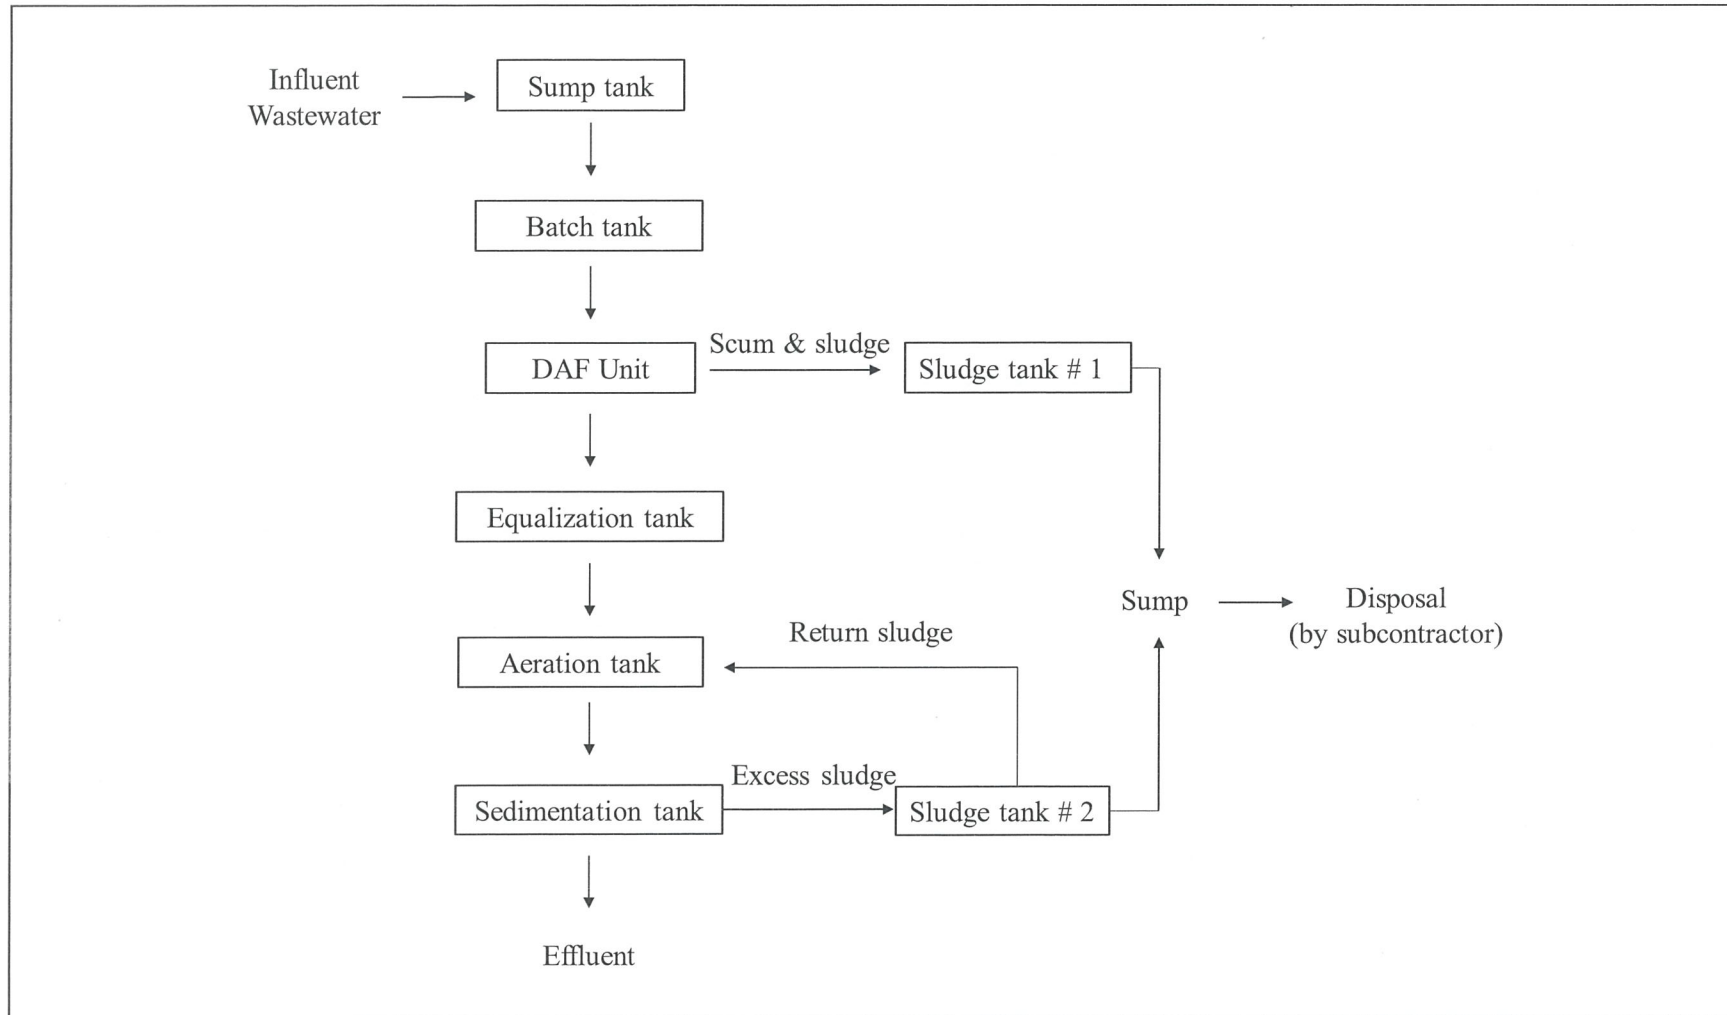 Influent
Wastewater
Sump tank
Batch tank
DAF Unit
Scum & sludge
Sludge tank # 1
Equalization tank
Sump
Disposal
(by subcontractor)
Return sludge
Aeration tank
Excess sludge
Sedimentation tank
Sludge tank # 2
Effluent